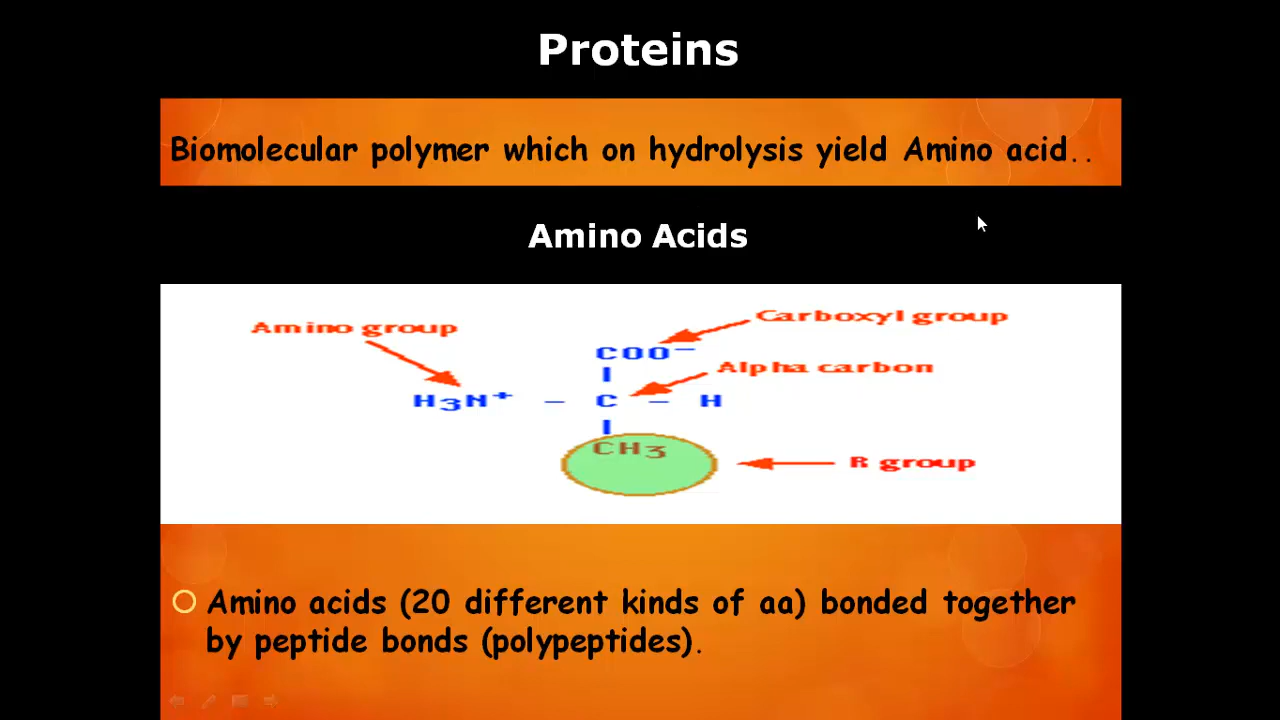 Proteins
Biomolecular polymer which on hydrolysis yield Amino acid..
Amino Acids
Amino group
Carboxyl group
COO⁻
Alpha carbon
H₃N⁺ – C – H
CH₃
R group
Amino acids (20 different kinds of aa) bonded together
by peptide bonds (polypeptides).